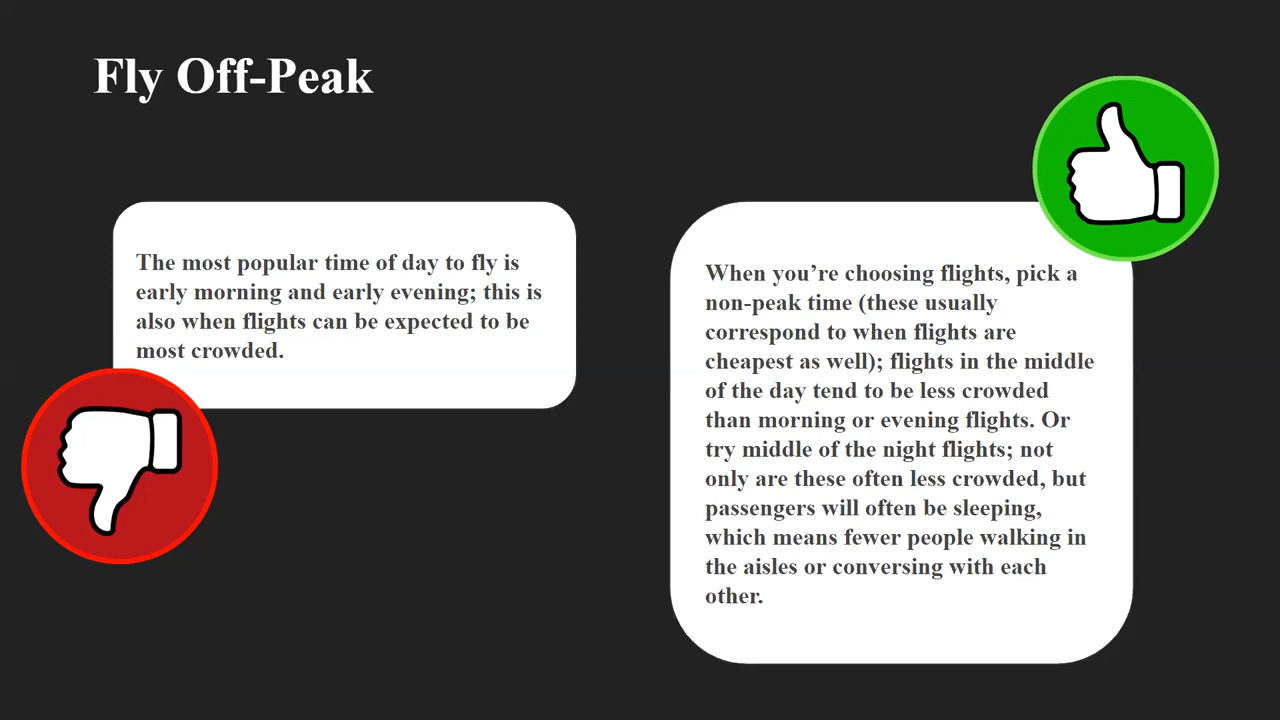 Fly Off-Peak
The most popular time of day to fly is
early morning and early evening; this is
also when flights can be expected to be
most crowded.
When you’re choosing flights, pick a
non-peak time (these usually
correspond to when flights are
cheapest as well); flights in the middle
of the day tend to be less crowded
than morning or evening flights. Or
try middle of the night flights; not
only are these often less crowded, but
passengers will often be sleeping,
which means fewer people walking in
the aisles or conversing with each
other.